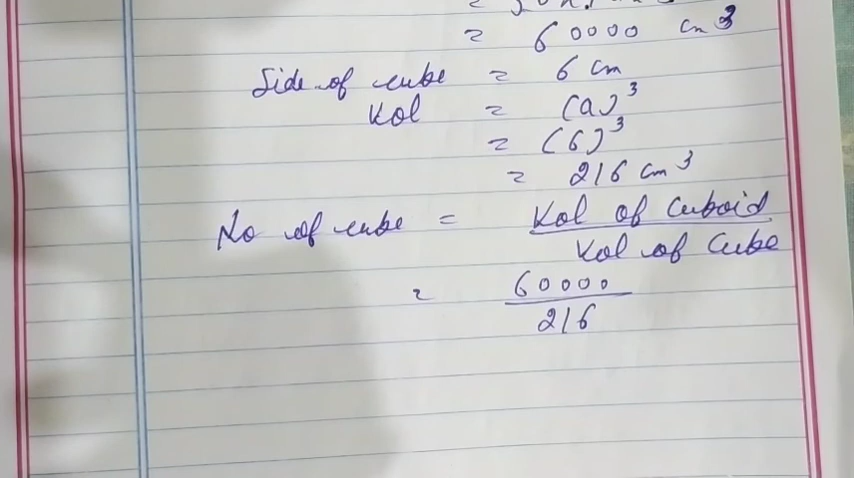 = 60000 cm3
Side of cube = 6 cm
Vol = (a)3
= (6)3
= 216 cm3
No of cube = Vol of Cuboid
Vol of Cube
= 60000
216